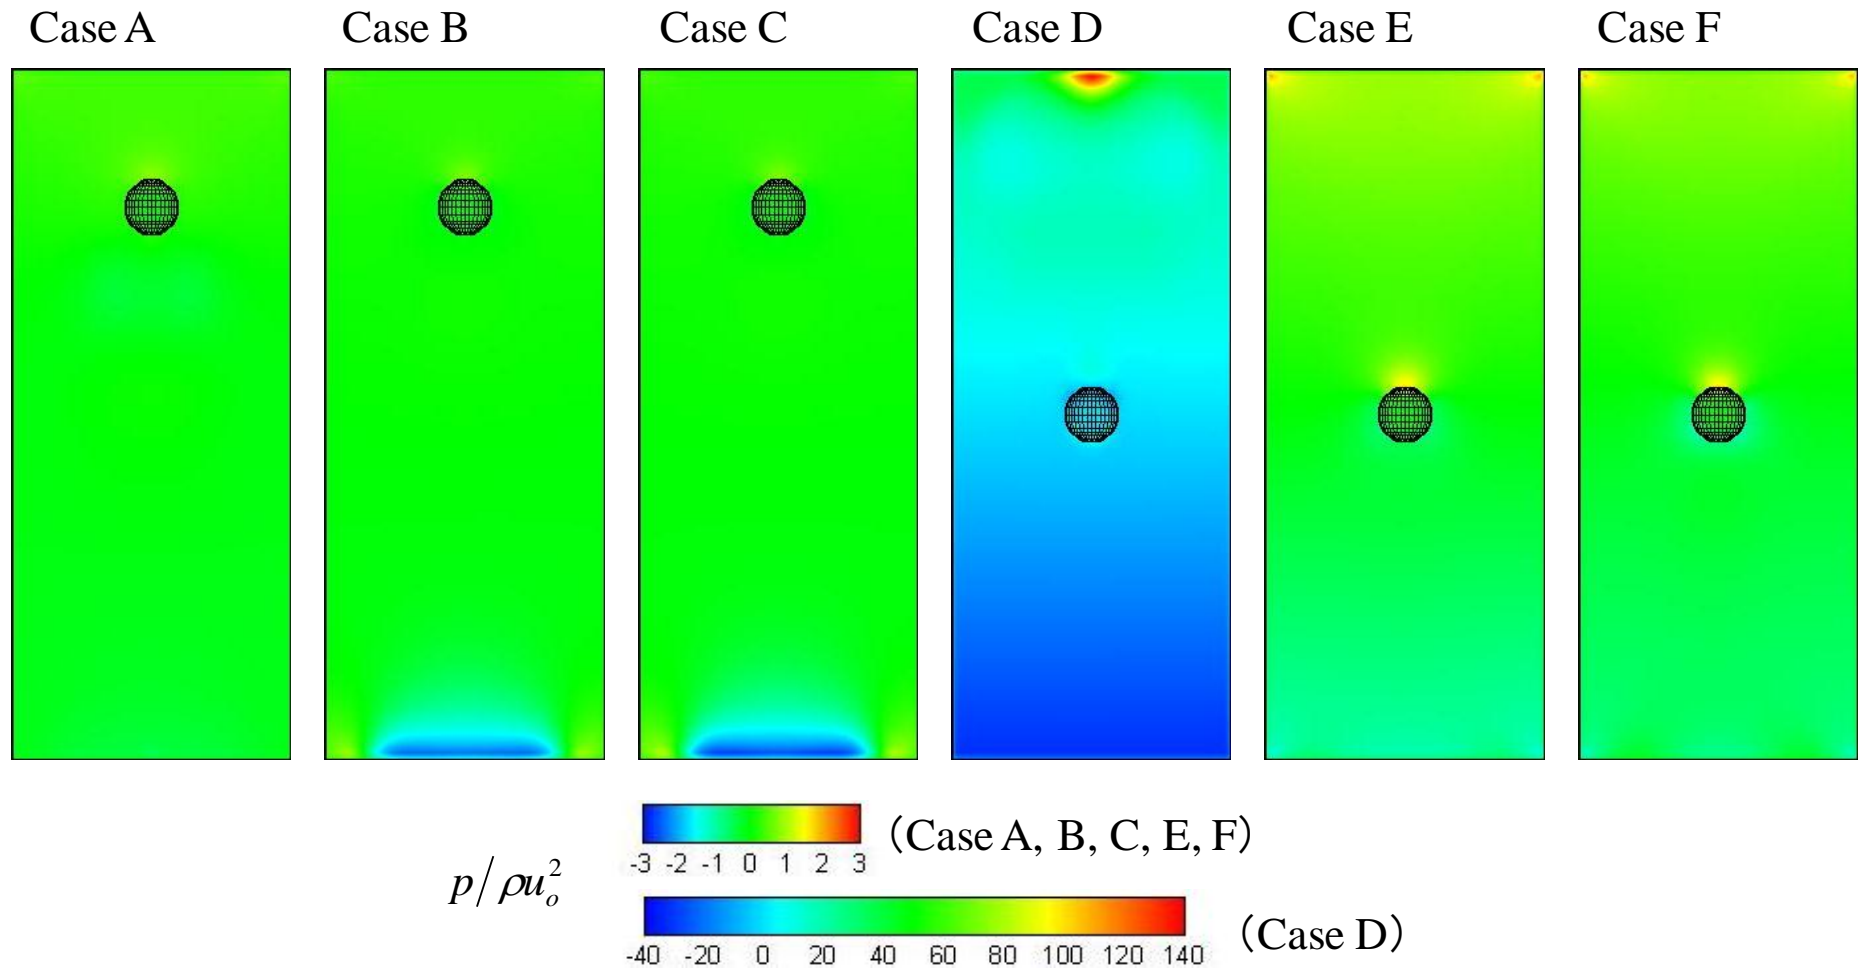 Case A
Case B
Case C
Case D
Case E
Case F
-3 -2 -1 0 1 2 3
(Case A, B, C, E, F)
p/ρu_o^2
-40 -20 0 20 40 60 80 100 120 140
(Case D)